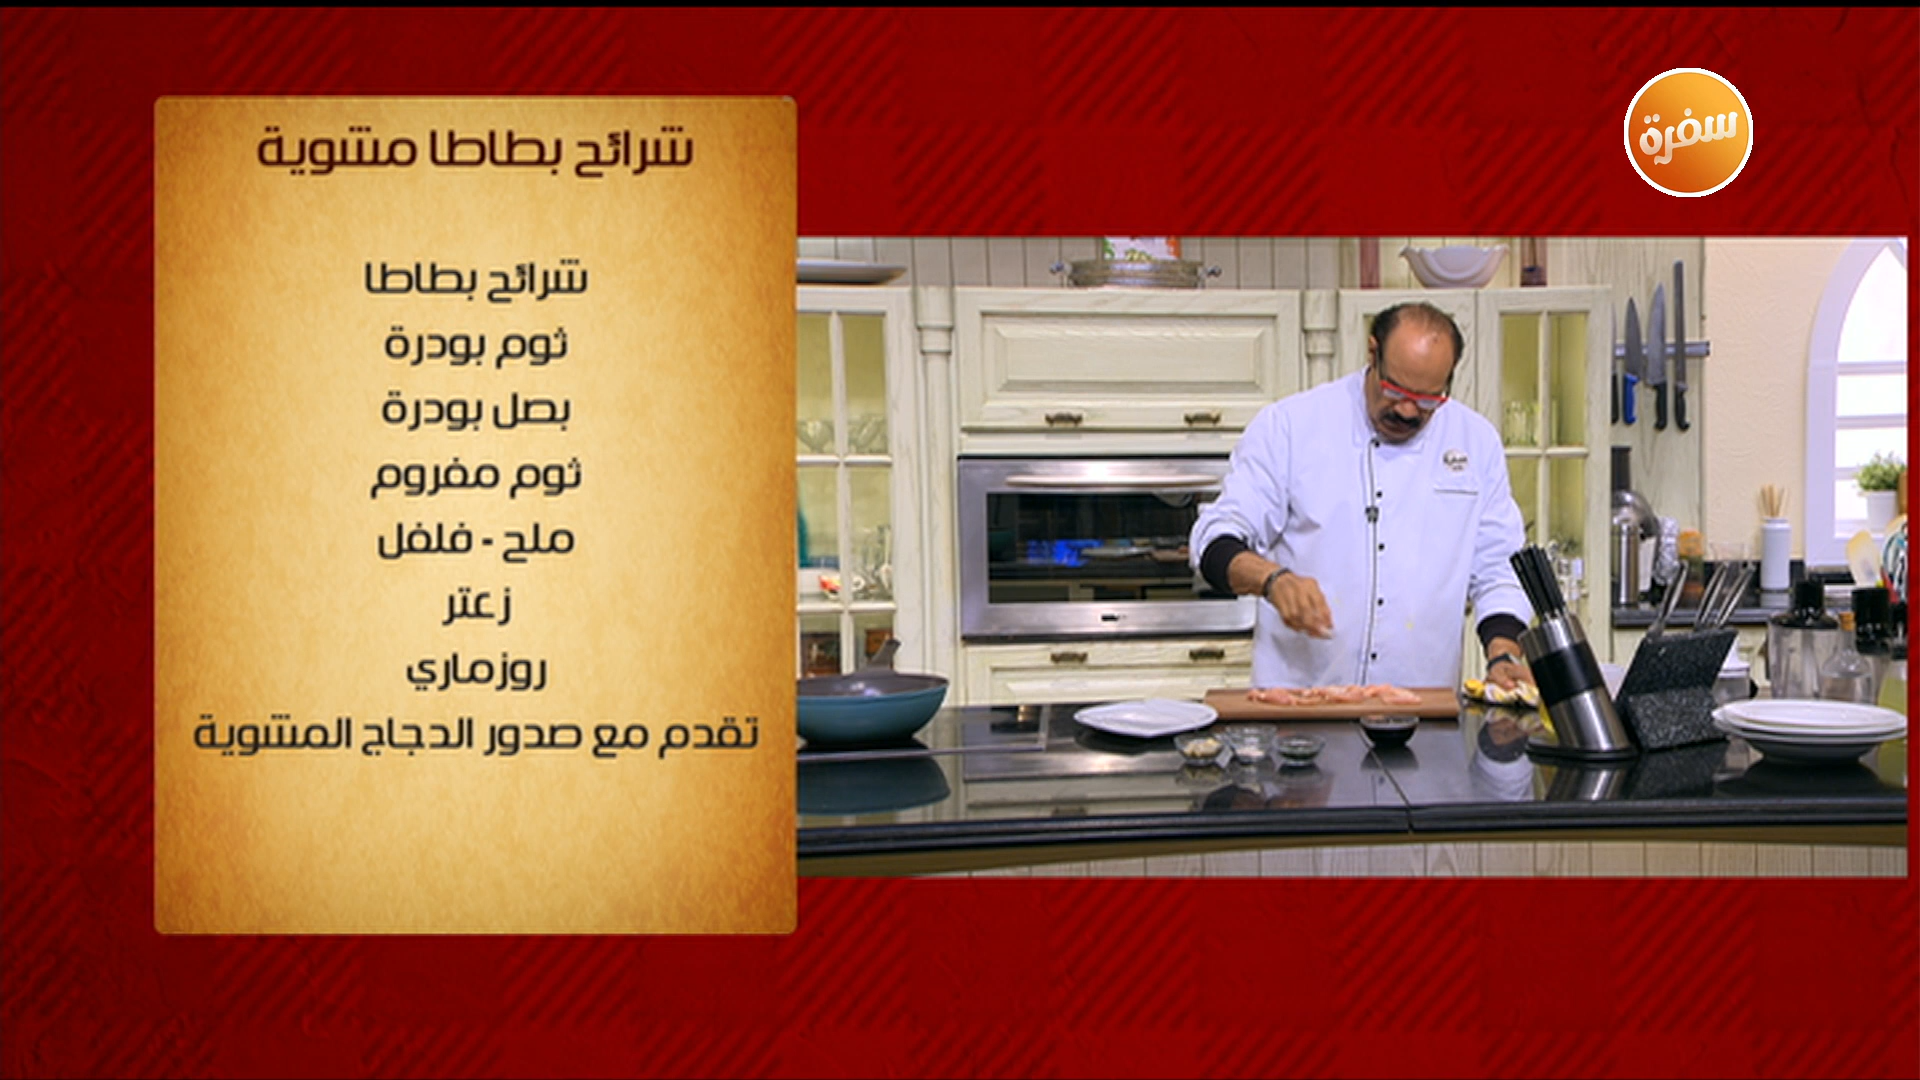 سفرة
شرائح بطاطا مشوية
شرائح بطاطا
ثوم بودرة
بصل بودرة
ثوم مفروم
ملح - فلفل
زعتر
روزماري
تقدم مع صدور الدجاج المشوية